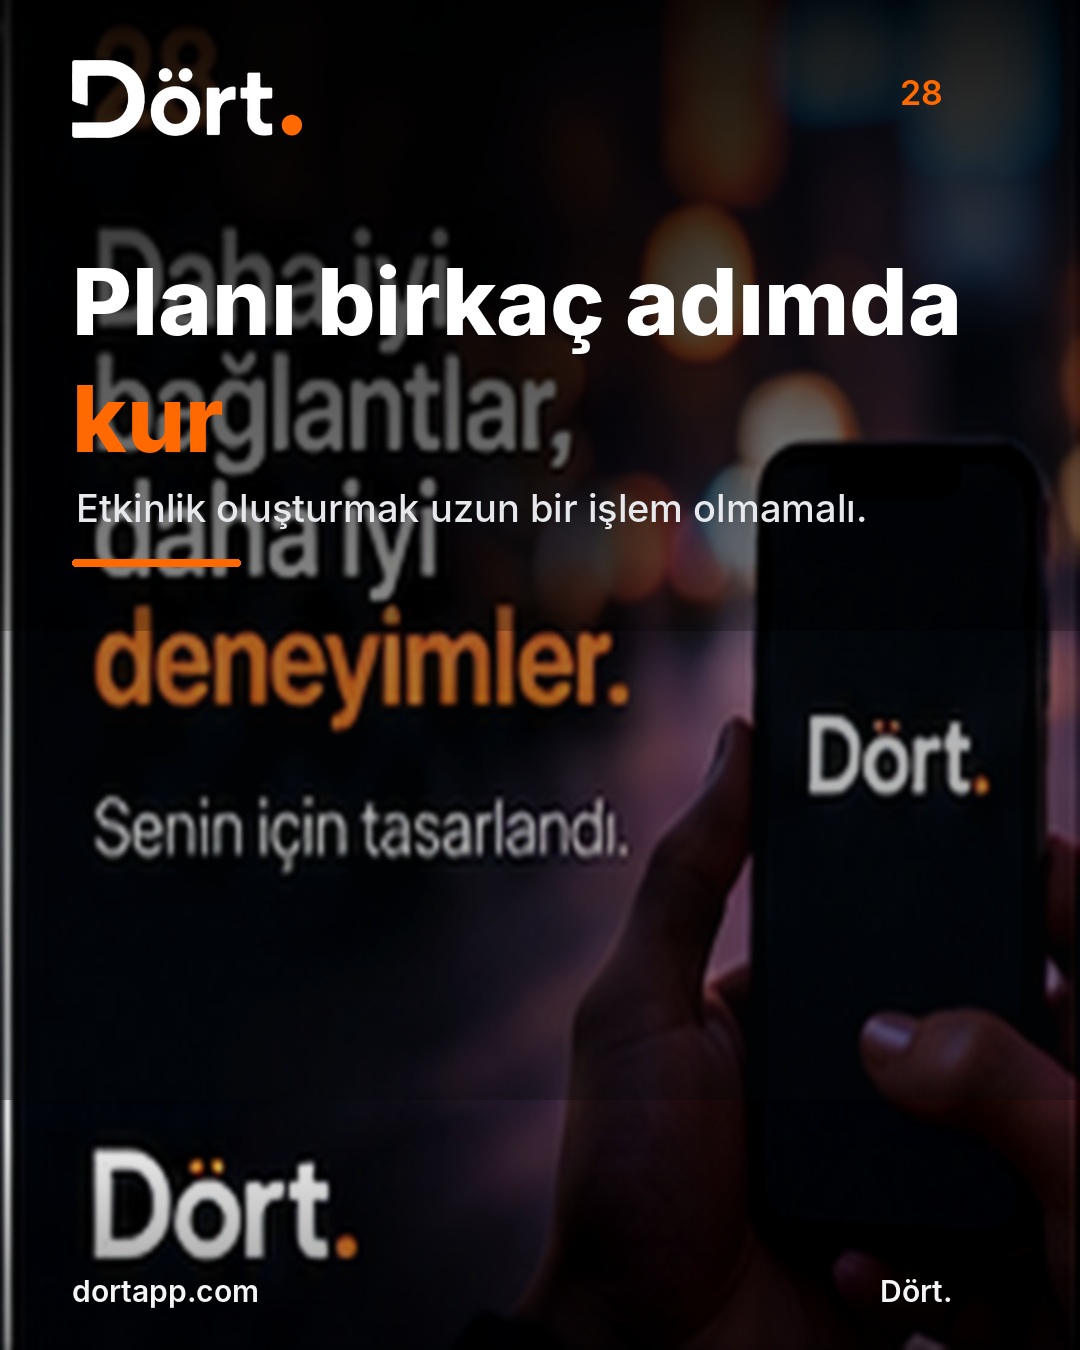 Dört.
28
Daha iyi
Planı birkaç adımda
bağlantlar,
kur
Etkinlik oluşturmak uzun bir işlem olmamalı.
daha iyi
deneyimler.
Dört.
Senin için tasarlandı.
Dört.
dortapp.com
Dört.